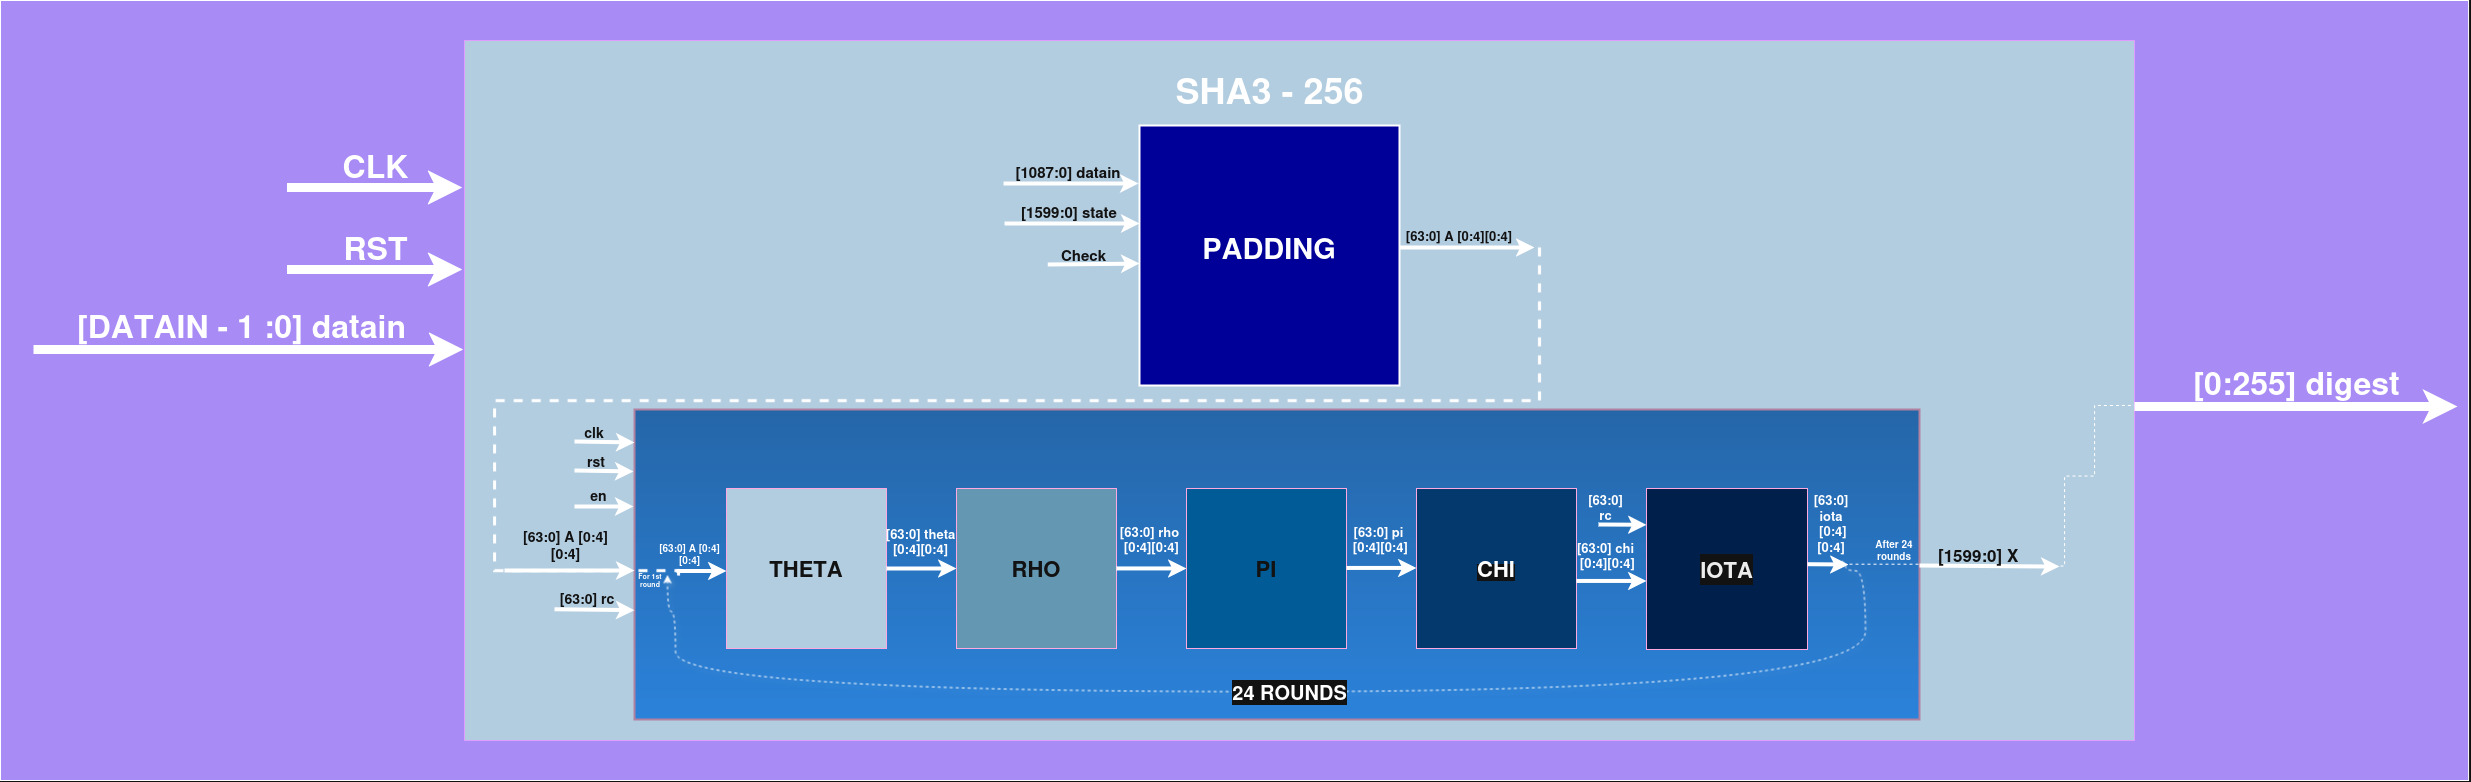 SHA3 - 256
CLK
RST
[DATAIN - 1 :0] datain
[1087:0] datain
[1599:0] state
Check
PADDING
[63:0] A [0:4][0:4]
[0:255] digest
clk
rst
en
[63:0] A [0:4]
[0:4]
[63:0] rc
[63:0] A [0:4]
[0:4]
For 1st
round
THETA
[63:0] theta
[0:4][0:4]
RHO
[63:0] rho
[0:4][0:4]
PI
[63:0] pi
[0:4][0:4]
CHI
[63:0]
rc
[63:0] chi
[0:4][0:4]
IOTA
[63:0]
iota
[0:4]
[0:4]
After 24
rounds
[1599:0] X
24 ROUNDS